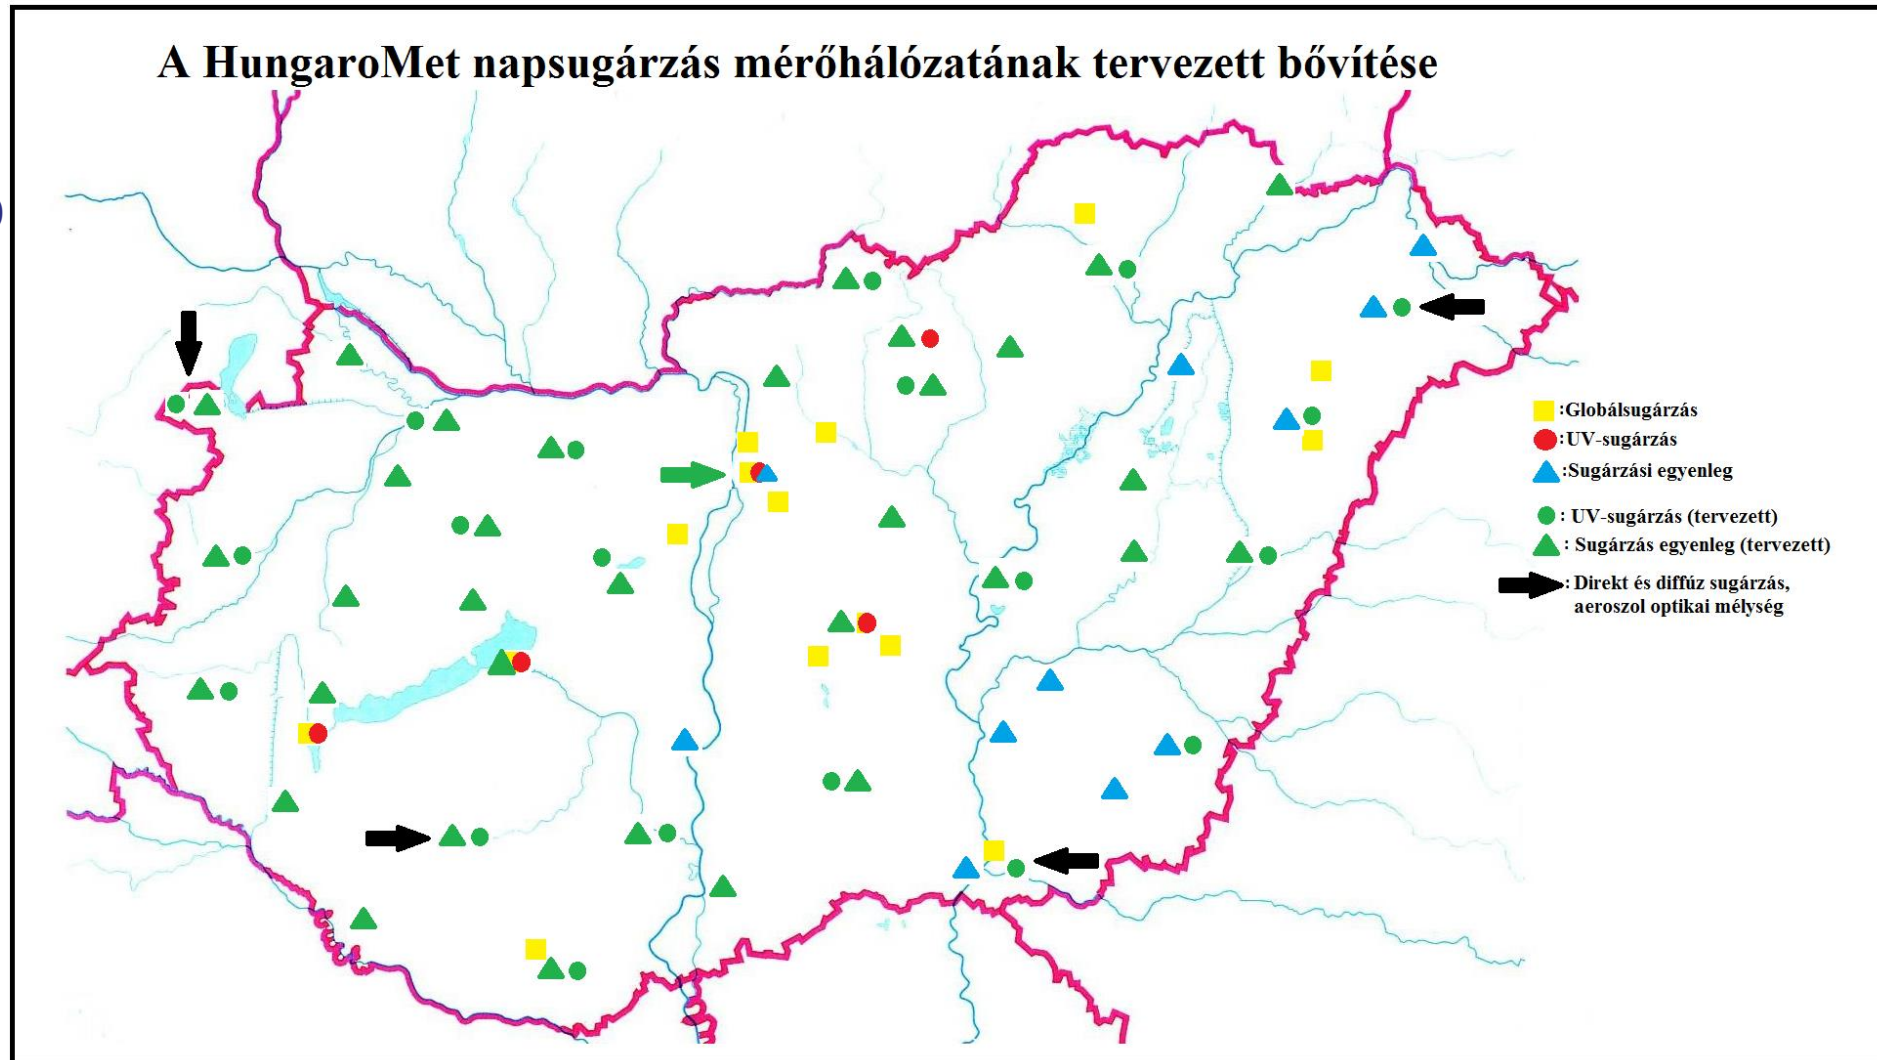 A HungaroMet napsugárzás mérőhálózatának tervezett bővítése
:Globálsugárzás
:UV-sugárzás
:Sugárzási egyenleg
: UV-sugárzás (tervezett)
: Sugárzás egyenleg (tervezett)
: Direkt és diffúz sugárzás,
aeroszol optikai mélység